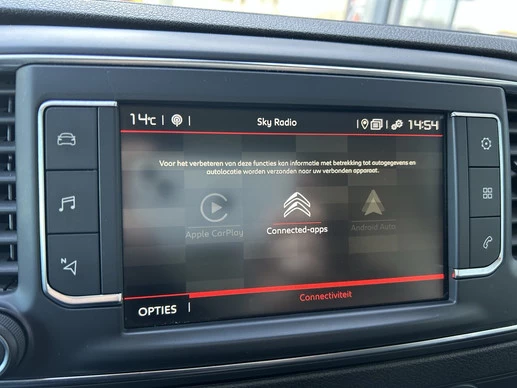 14°C Sky Radio 14:54
Voor het verbeteren van deze functies kan informatie met betrekking tot autogegevens en
autolocatie worden verzonden naar uw verbonden apparaat.
Apple CarPlay Connected-apps Android Auto
N
OPTIES Connectiviteit